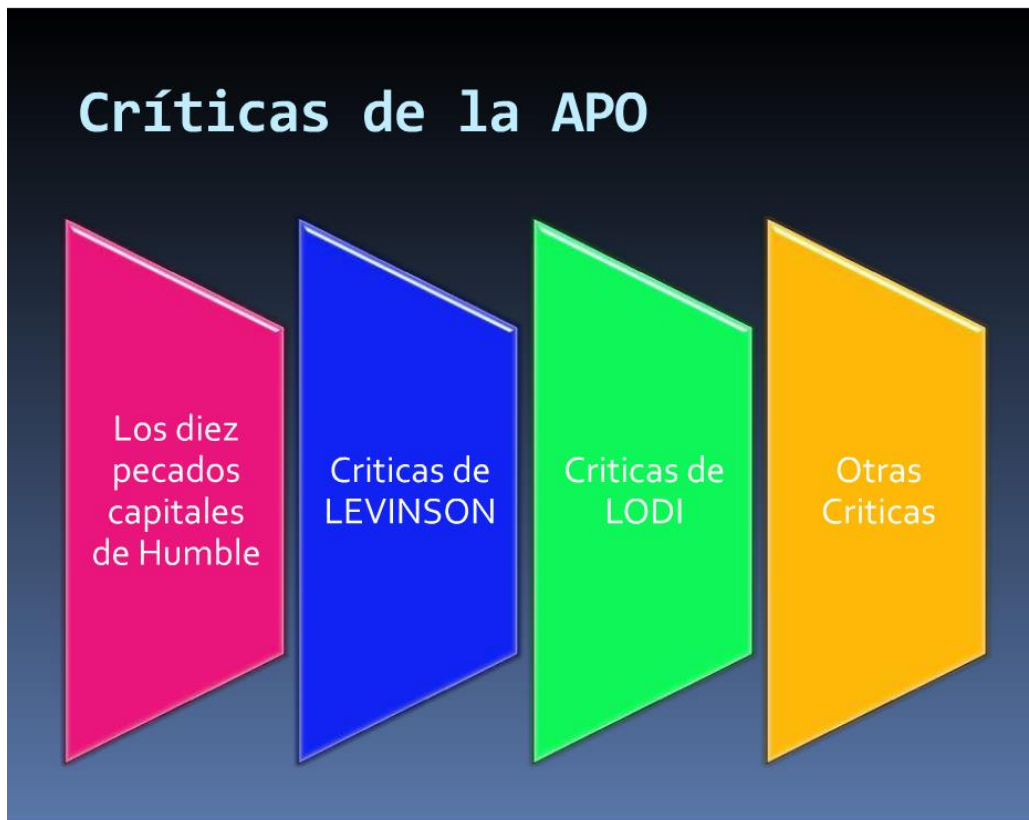 Críticas de la APO
Los diez
pecados
capitales
de Humble
Criticas de
LEVINSON
Criticas de
LODI
Otras
Criticas